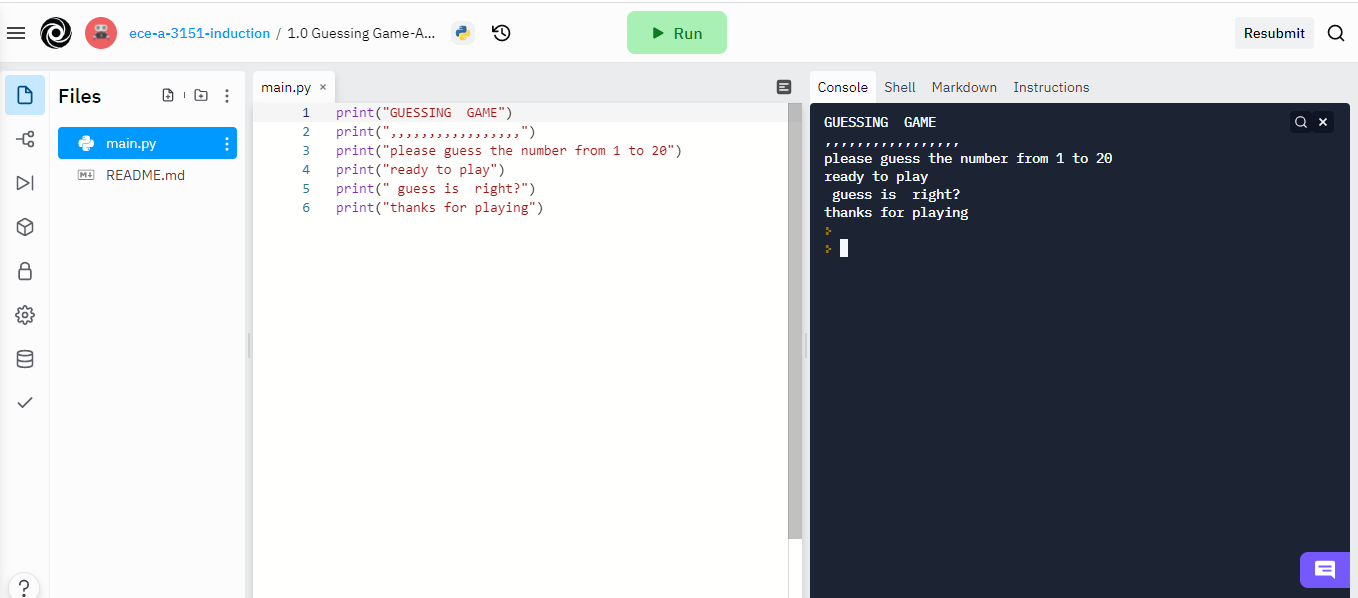 ece-a-3151-induction / 1.0 Guessing Game-A...
Run
Resubmit
Files
main.py
README.md
main.py ×
1 print("GUESSING  GAME")
2 print(",,,,,,,,,,,,,,,,,")
3 print("please guess the number from 1 to 20")
4 print("ready to play")
5 print(" guess is  right?")
6 print("thanks for playing")
Console Shell Markdown Instructions
GUESSING  GAME
,,,,,,,,,,,,,,,,,
please guess the number from 1 to 20
ready to play
 guess is  right?
thanks for playing
>
>
?